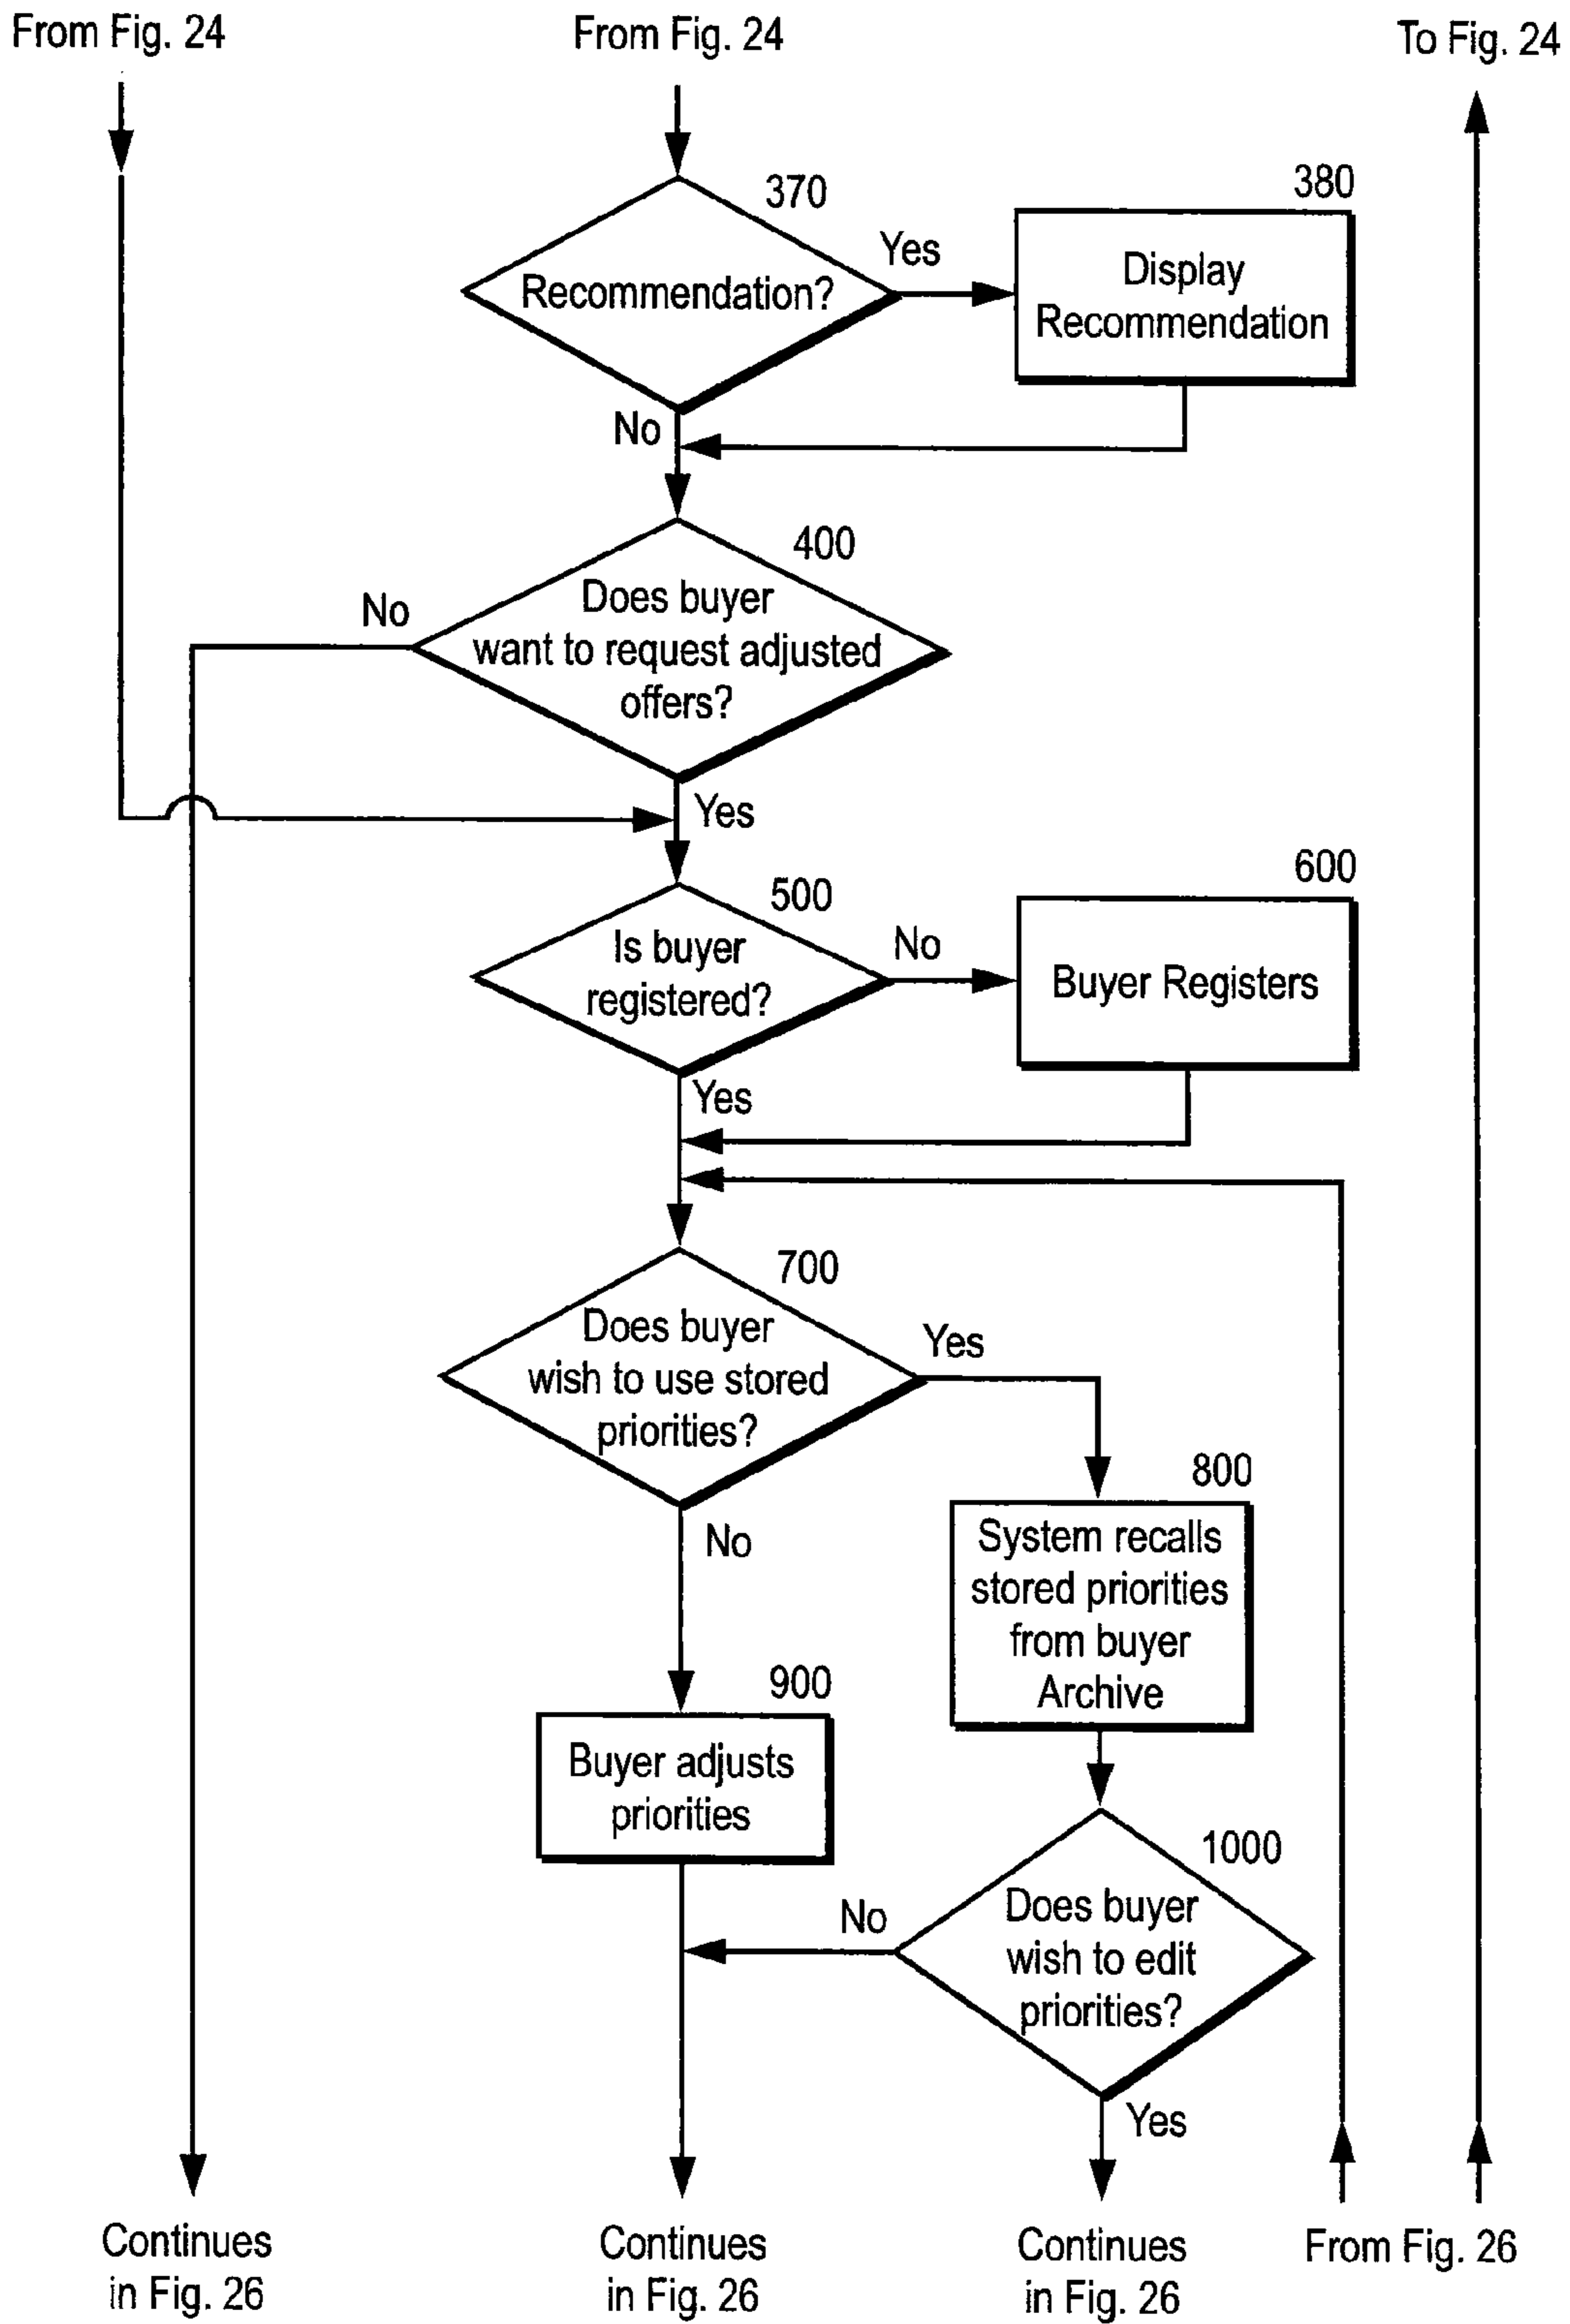 From Fig. 24
From Fig. 24
To Fig. 24
370
380
Yes
Recommendation?
Display
Recommendation
No
400
No
Does buyer
want to request adjusted
offers?
Yes
500
600
Is buyer
registered?
No
Buyer Registers
Yes
700
Does buyer
wish to use stored
priorities?
Yes
800
No
System recalls
stored priorities
from buyer
Archive
900
Buyer adjusts
priorities
1000
No
Does buyer
wish to edit
priorities?
Yes
Continues
in Fig. 26
Continues
in Fig. 26
Continues
in Fig. 26
From Fig. 26